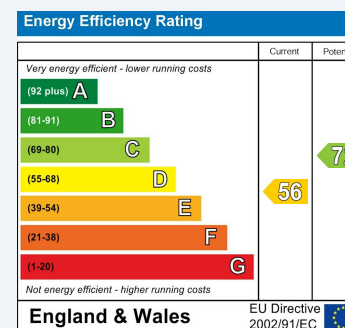 Energy Efficiency Rating
Current
Very energy efficient - lower running costs
(92 plus) A
(81-91) B
(69-80) C
(55-68) D
56
(39-54) E
(21-38) F
(1-20) G
Not energy efficient - higher running costs
England & Wales
EU Directive
2002/91/EC